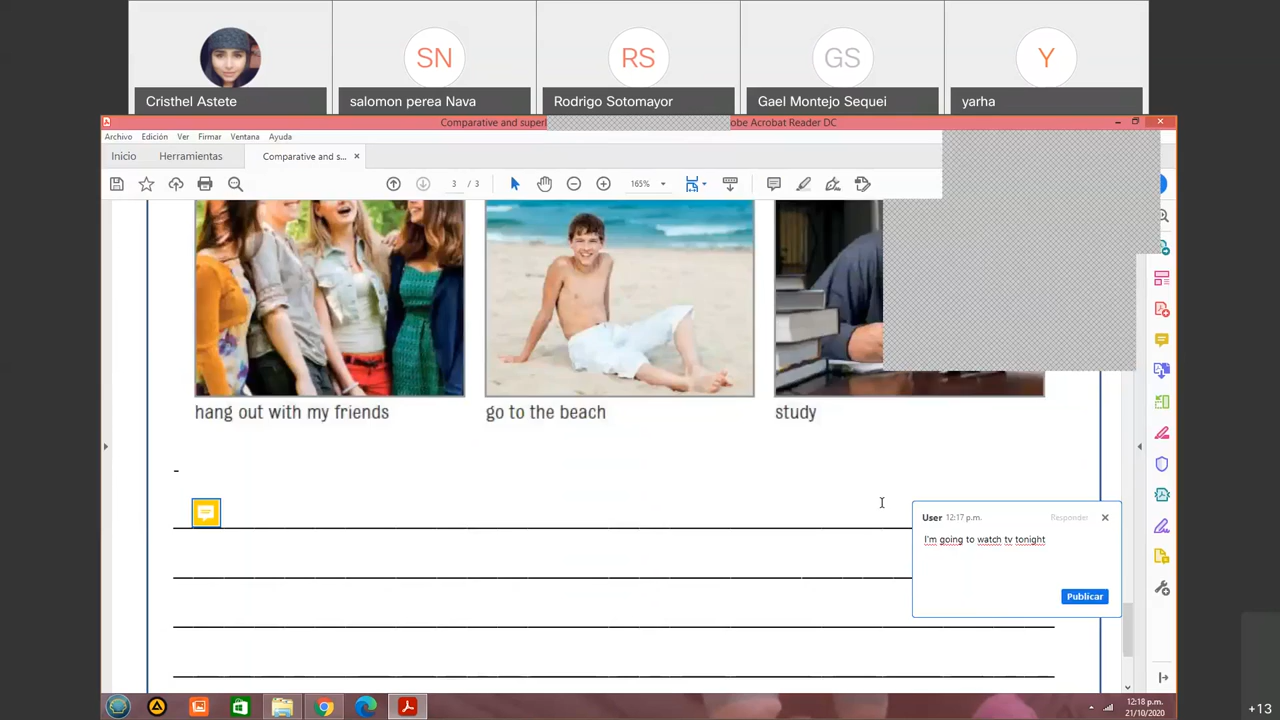 SN
RS
GS
Y
Cristhel Astete
salomon perea Nava
Rodrigo Sotomayor
Gael Montejo Sequei
yarha
Comparative and superl
obe Acrobat Reader DC
Archivo Edición Ver Firmar Ventana Ayuda
Inicio Herramientas Comparative and s...
3 / 3
165%
hang out with my friends
go to the beach
study
-
User 12:17 p.m. Responder
I'm going to watch tv tonight
Publicar
12:18 p.m.
21/10/2020
+13